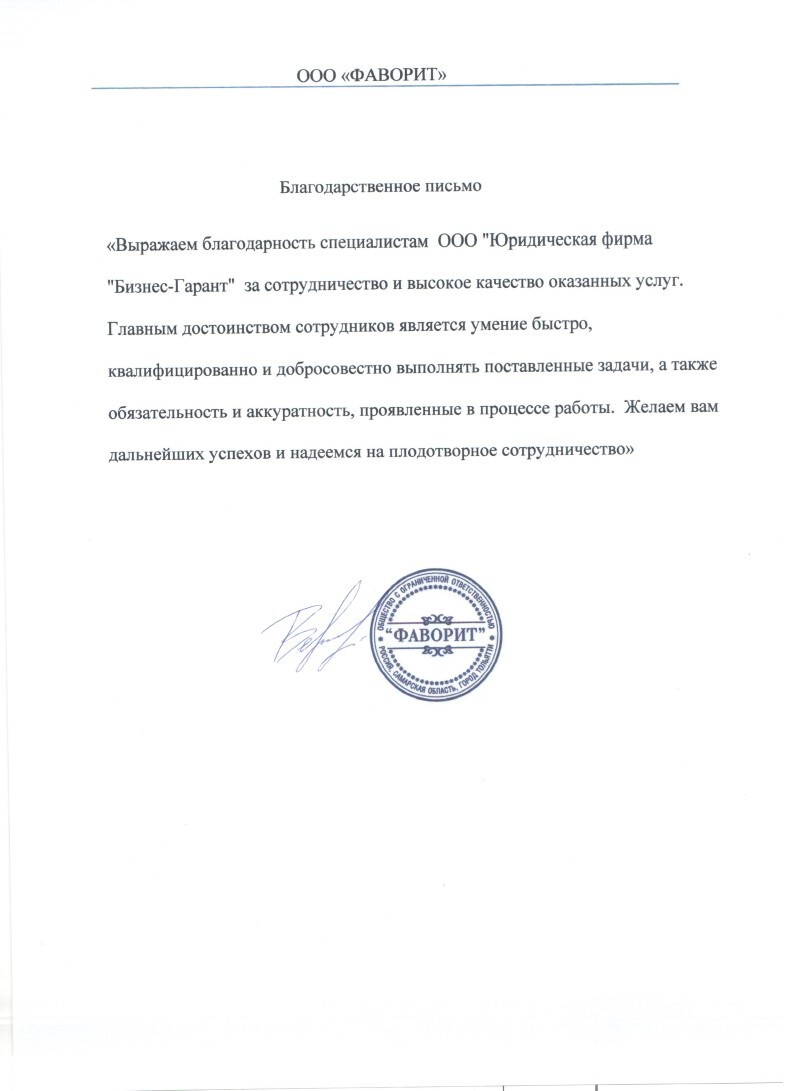 ООО «ФАВОРИТ»
Благодарственное письмо
«Выражаем благодарность специалистам ООО "Юридическая фирма
"Бизнес-Гарант" за сотрудничество и высокое качество оказанных услуг.
Главным достоинством сотрудников является умение быстро,
квалифицированно и добросовестно выполнять поставленные задачи, а также
обязательность и аккуратность, проявленные в процессе работы. Желаем вам
дальнейших успехов и надеемся на плодотворное сотрудничество»
ОБЩЕСТВО С ОГРАНИЧЕННОЙ ОТВЕТСТВЕННОСТЬЮ
"ФАВОРИТ"
РОССИЯ, САМАРСКАЯ ОБЛАСТЬ, ГОРОД ТОЛЬЯТТИ